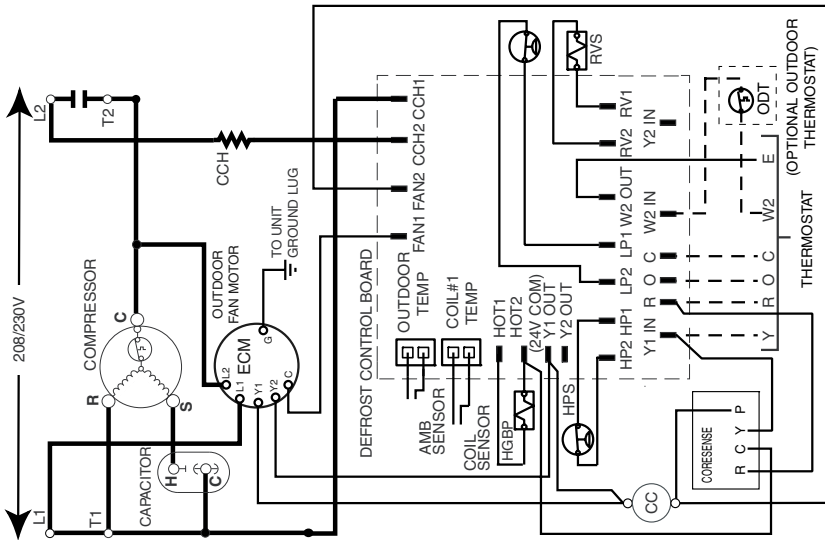 208/230V
L1
L2
T1
T2
COMPRESSOR
R
C
S
CAPACITOR
H
C
OUTDOOR
FAN MOTOR
ECM
L2
L1
Y1
Y2
C
G
TO UNIT
GROUND LUG
CCH
DEFROST CONTROL BOARD
FAN1
FAN2
CCH2
CCH1
OUTDOOR
TEMP
AMB
SENSOR
COIL#1
TEMP
COIL
SENSOR
HOT1
HOT2
(24V COM)
Y1 OUT
Y2 OUT
HGBP
HPS
HP2
HP1
LP2
LP1
W2 OUT
RV2
RV1
RVS
Y1 IN
R
O
C
W2 IN
Y2 IN
Y
R
O
C
W2
E
THERMOSTAT
ODT
(OPTIONAL OUTDOOR
THERMOSTAT)
CC
CORESENSE
R
C
Y
P